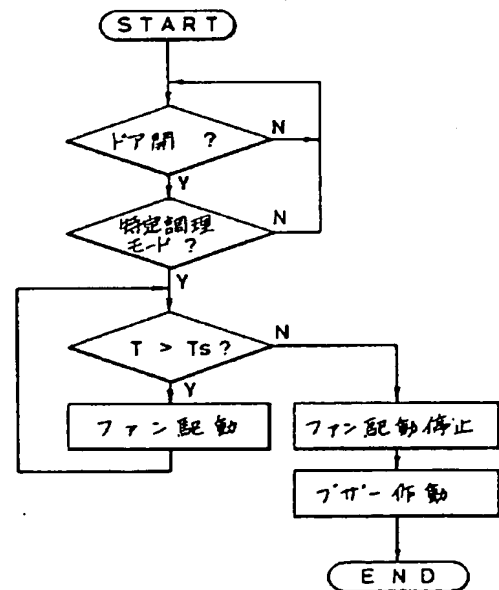 START
ドア開 ?
N
Y
特定調理
モード ?
N
Y
T > Ts ?
N
Y
ファン駆動
ファン駆動停止
ブザー作動
END